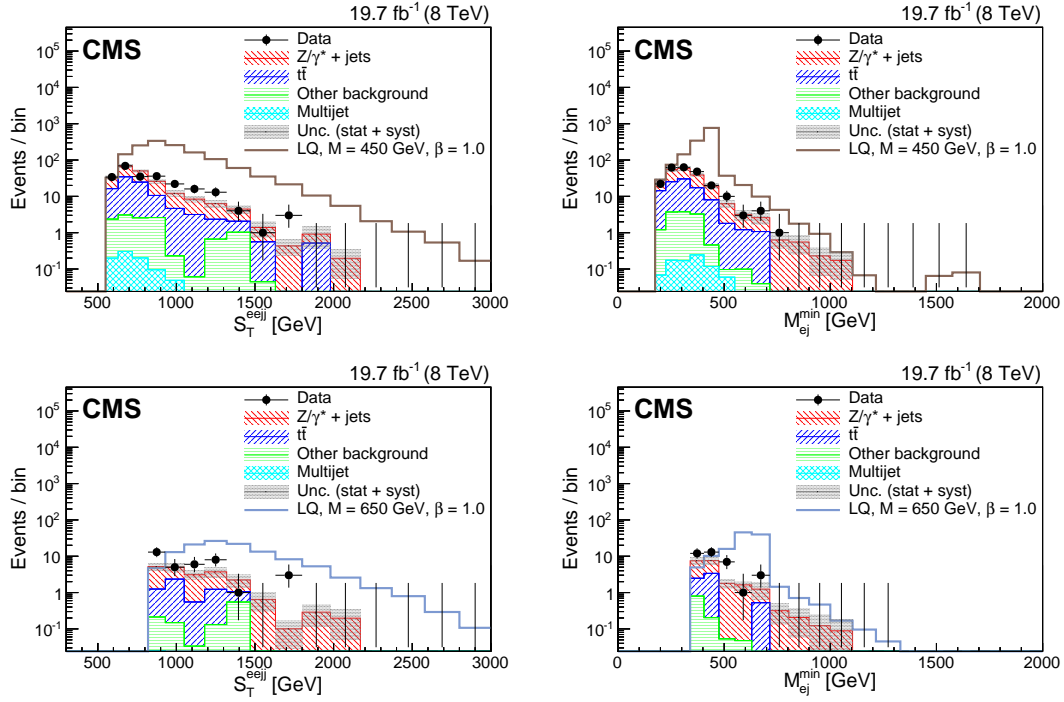 19.7 fb⁻¹ (8 TeV)
CMS
Data
Z/γ* + jets
tt̄
Other background
Multijet
Unc. (stat + syst)
LQ, M = 450 GeV, β = 1.0
Events / bin
10⁵
10⁴
10³
10²
10
1
10⁻¹
500 1000 1500 2000 2500 3000
S_T^eejj [GeV]
19.7 fb⁻¹ (8 TeV)
CMS
Data
Z/γ* + jets
tt̄
Other background
Multijet
Unc. (stat + syst)
LQ, M = 450 GeV, β = 1.0
Events / bin
10⁵
10⁴
10³
10²
10
1
10⁻¹
0 500 1000 1500 2000
M_ej^min [GeV]
19.7 fb⁻¹ (8 TeV)
CMS
Data
Z/γ* + jets
tt̄
Other background
Multijet
Unc. (stat + syst)
LQ, M = 650 GeV, β = 1.0
Events / bin
10⁵
10⁴
10³
10²
10
1
10⁻¹
500 1000 1500 2000 2500 3000
S_T^eejj [GeV]
19.7 fb⁻¹ (8 TeV)
CMS
Data
Z/γ* + jets
tt̄
Other background
Multijet
Unc. (stat + syst)
LQ, M = 650 GeV, β = 1.0
Events / bin
10⁵
10⁴
10³
10²
10
1
10⁻¹
0 500 1000 1500 2000
M_ej^min [GeV]